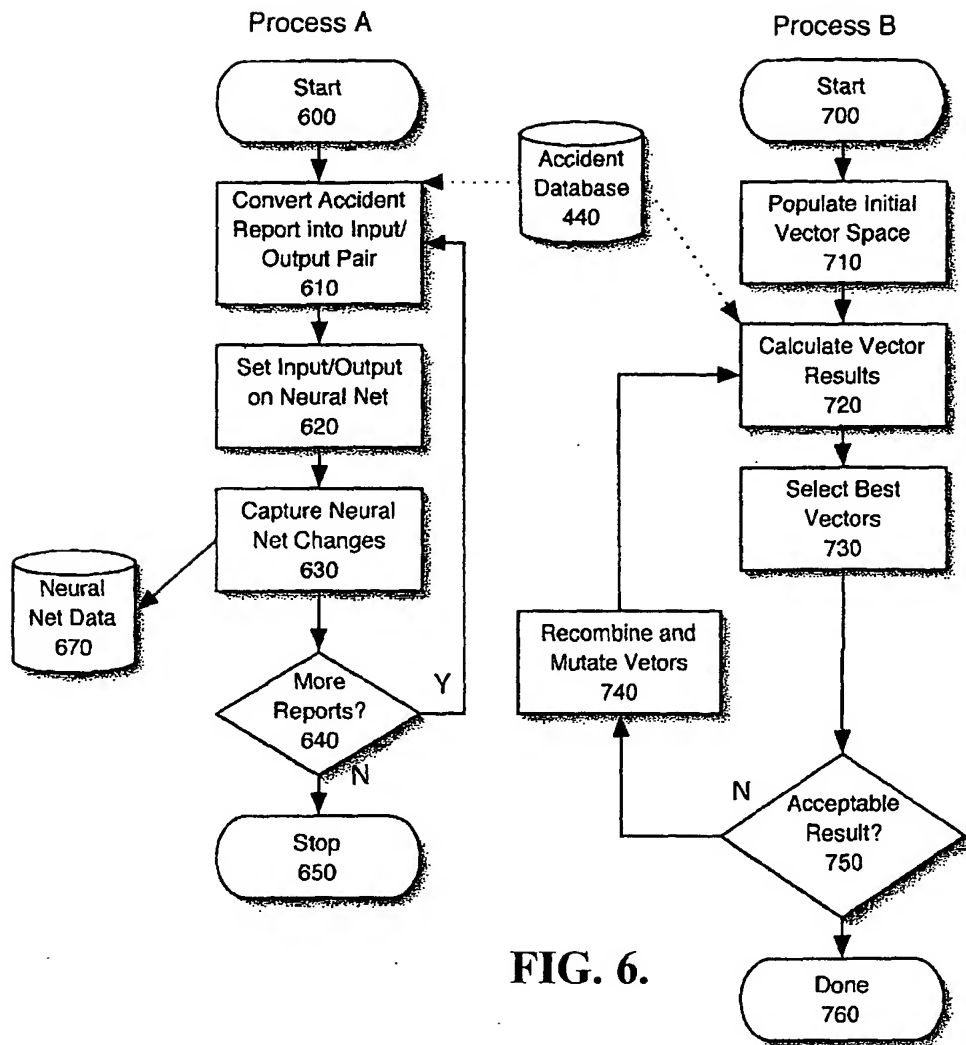 Process A
Start
600
Convert Accident
Report into Input/
Output Pair
610
Set Input/Output
on Neural Net
620
Capture Neural
Net Changes
630
Neural
Net Data
670
More
Reports?
640
Y
N
Stop
650
Accident
Database
440
Process B
Start
700
Populate Initial
Vector Space
710
Calculate Vector
Results
720
Select Best
Vectors
730
Recombine and
Mutate Vetors
740
N
Acceptable
Result?
750
Done
760
FIG. 6.